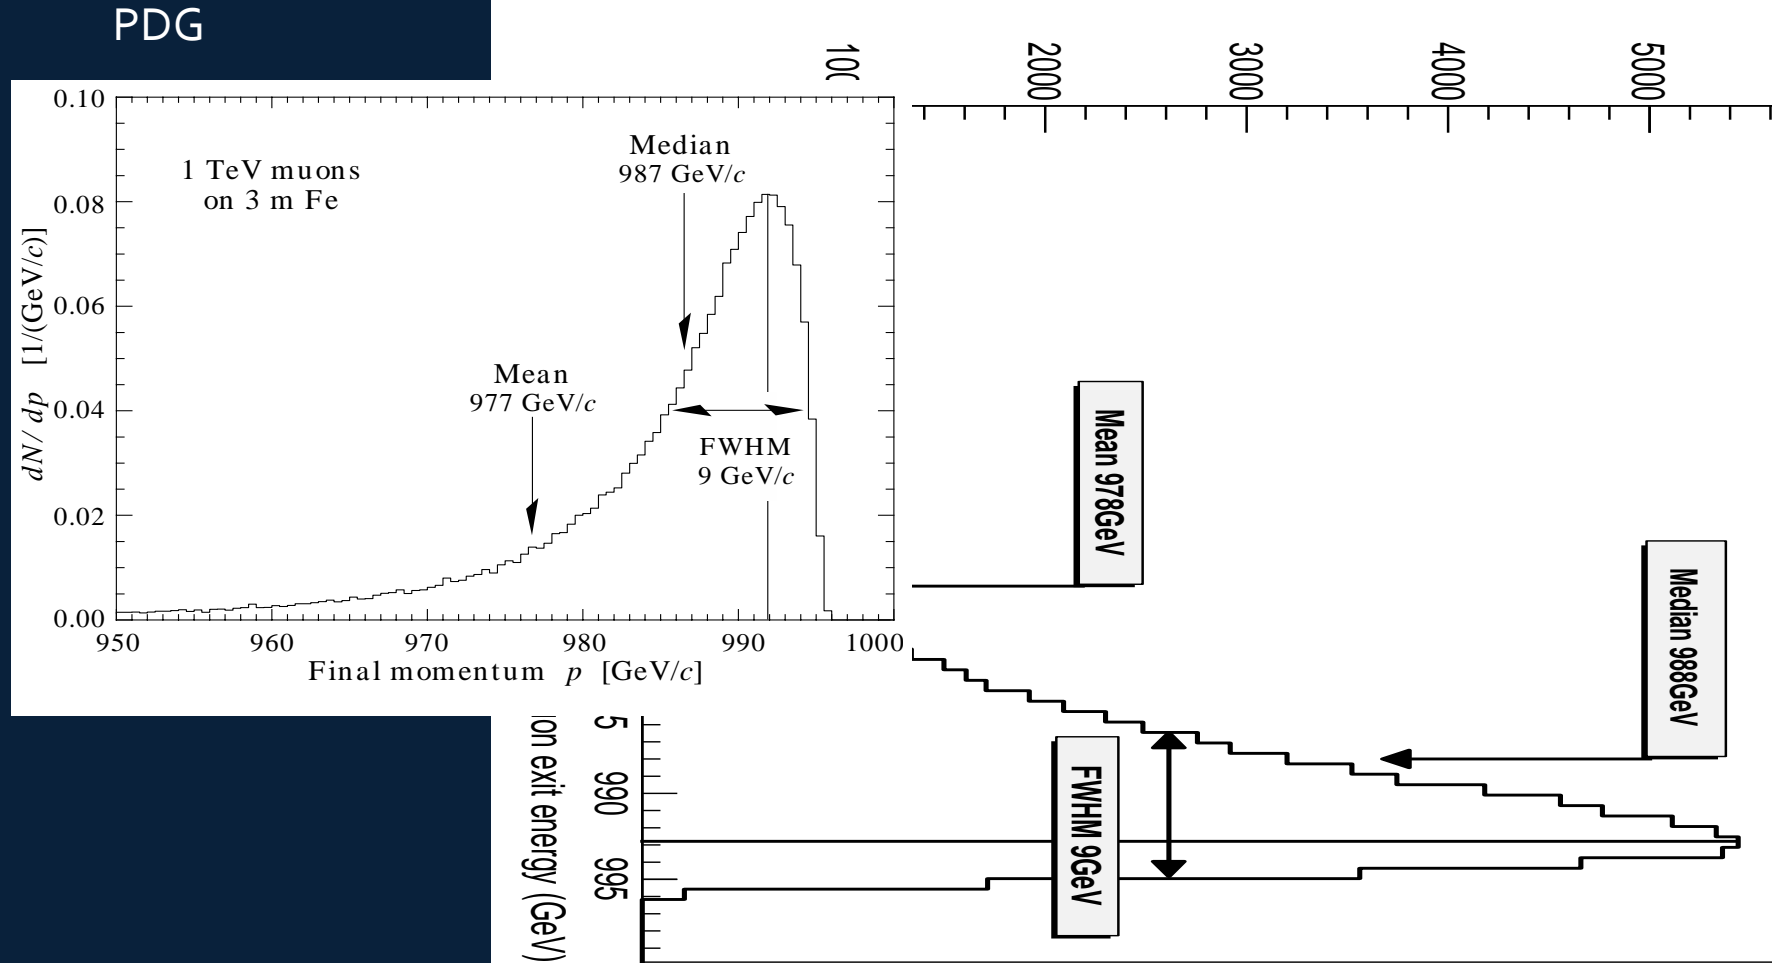 PDG
0.10
0.08
0.06
0.04
0.02
0.00
dN/dp [1/(GeV/c)]
1 TeV muons
on 3 m Fe
Median
987 GeV/c
Mean
977 GeV/c
FWHM
9 GeV/c
950 960 970 980 990 1000
Final momentum p [GeV/c]
2000 3000 4000 5000
Mean 978GeV
Median 988GeV
FWHM 9GeV
990
995
exit energy (GeV)